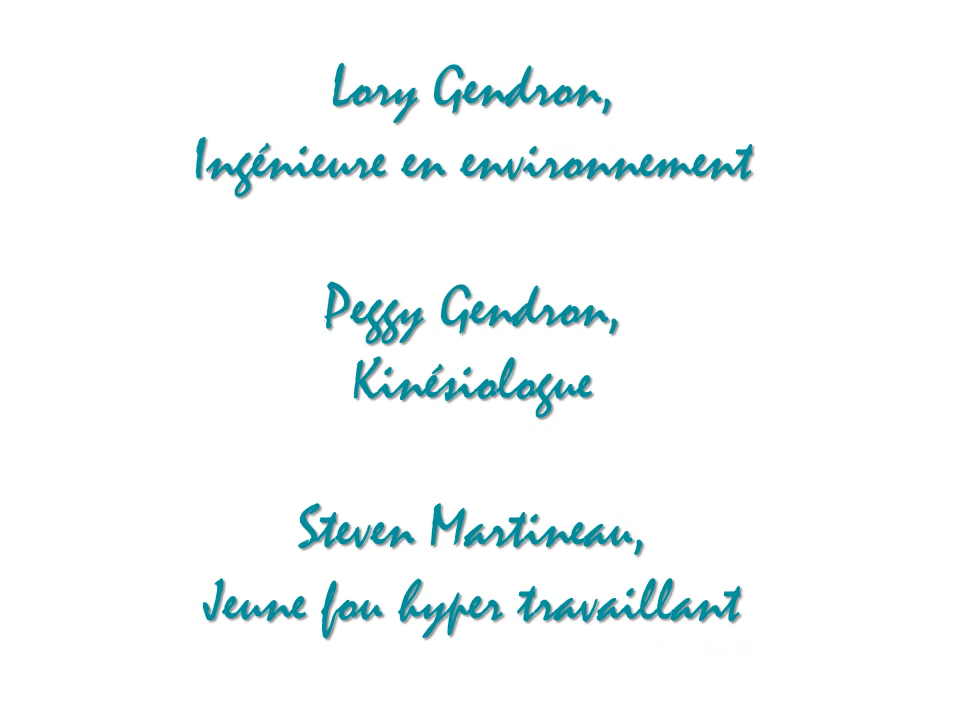 Lory Gendron,
Ingénieure en environnement
Peggy Gendron,
Kinésiologue
Steven Martineau,
Jeune fou hyper travaillant